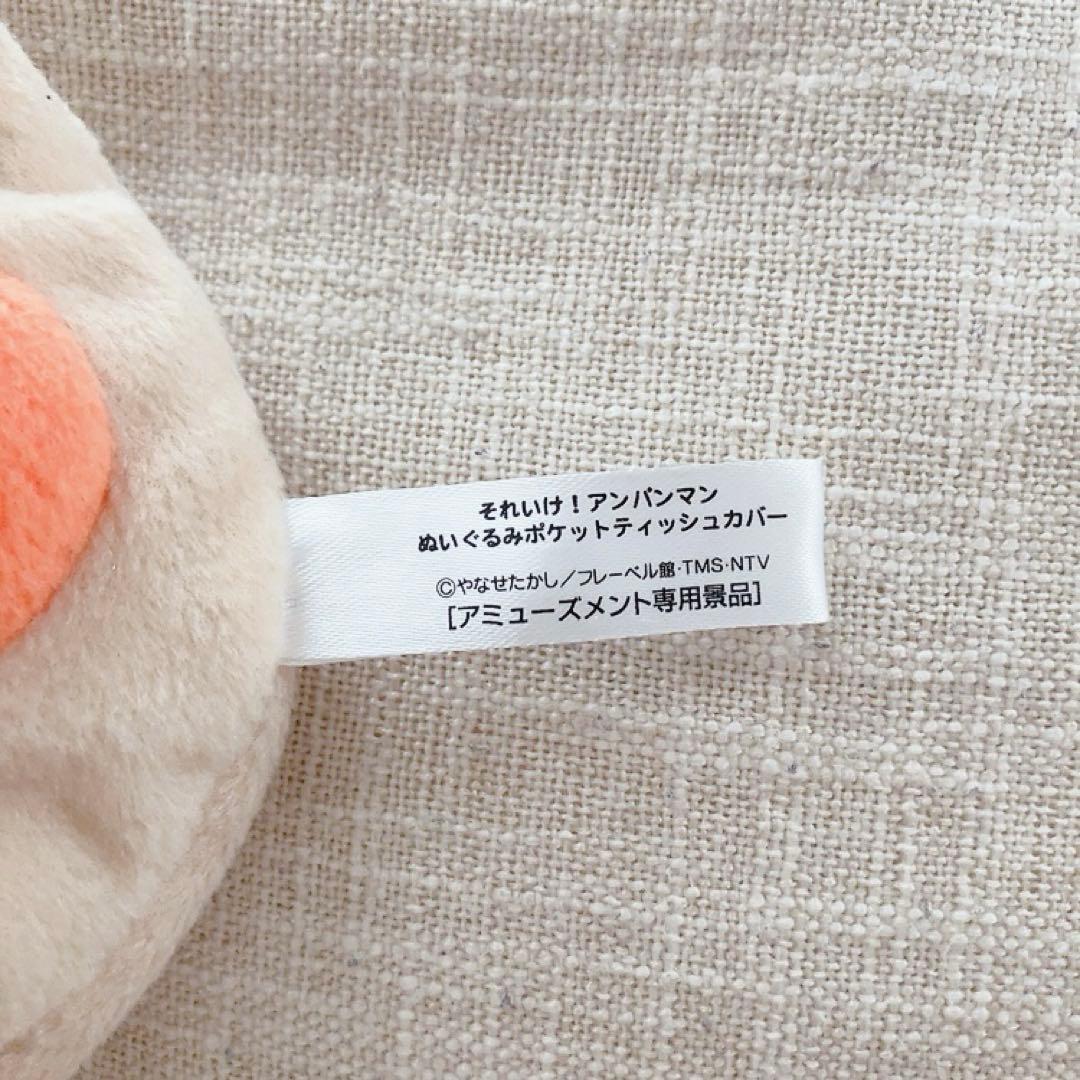 それいけ！アンパンマン
ぬいぐるみポケットティッシュカバー
©やなせたかし／フレーベル館・TMS・NTV
［アミューズメント専用景品］